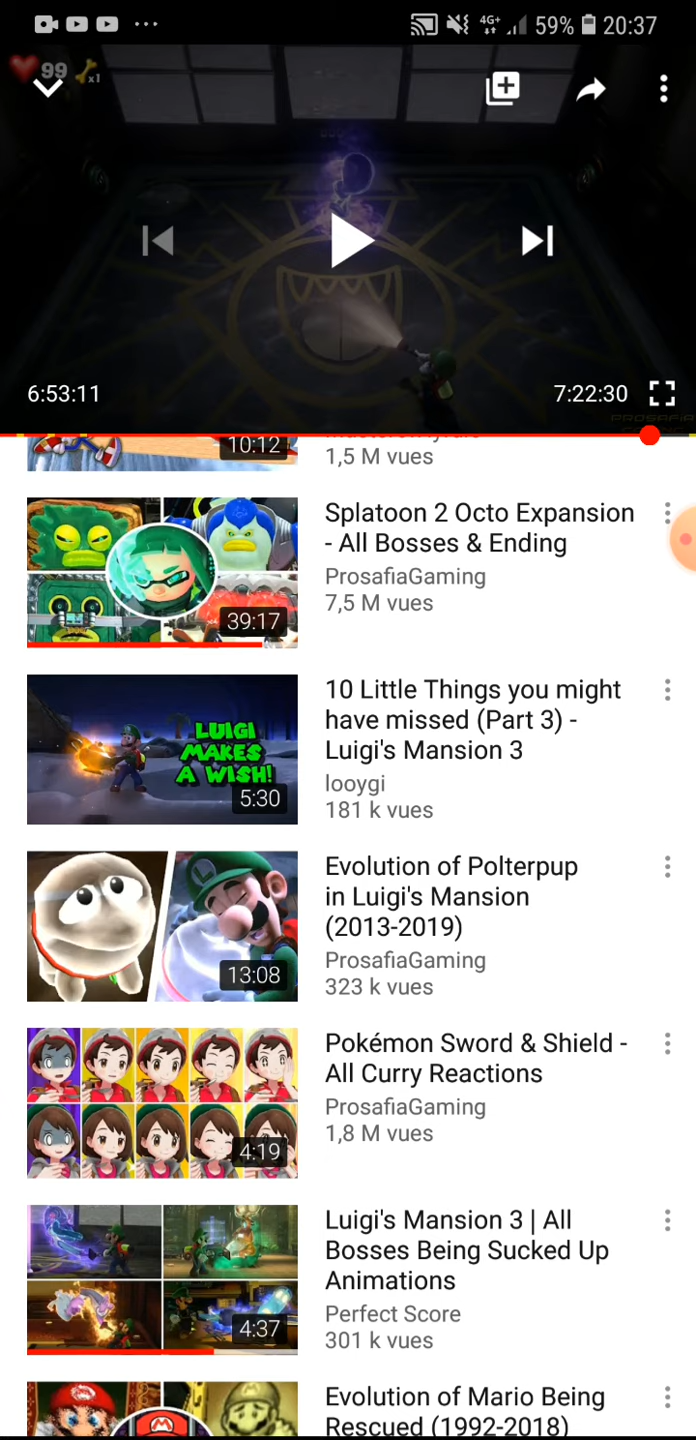 4G+ 59% 20:37
99
x1
6:53:11 7:22:30
10:12
1,5 M vues
Splatoon 2 Octo Expansion
- All Bosses & Ending
ProsafiaGaming
7,5 M vues
39:17
10 Little Things you might
have missed (Part 3) -
Luigi's Mansion 3
looygi
181 k vues
LUIGI
MAKES
A WISH!
5:30
Evolution of Polterpup
in Luigi's Mansion
(2013-2019)
ProsafiaGaming
323 k vues
13:08
Pokémon Sword & Shield -
All Curry Reactions
ProsafiaGaming
1,8 M vues
4:19
Luigi's Mansion 3 | All
Bosses Being Sucked Up
Animations
Perfect Score
301 k vues
4:37
Evolution of Mario Being
Rescued (1992-2018)